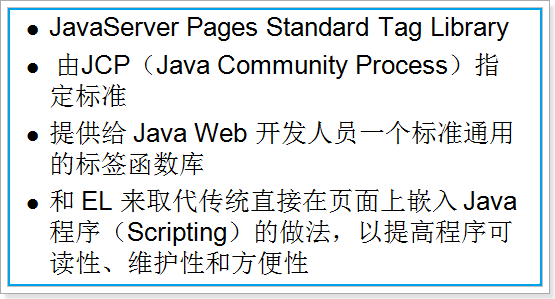 ● JavaServer Pages Standard Tag Library
● 由JCP（Java Community Process）指
定标准
● 提供给 Java Web 开发人员一个标准通用
的标签函数库
● 和 EL 来取代传统直接在页面上嵌入 Java
程序（Scripting）的做法，以提高程序可
读性、维护性和方便性